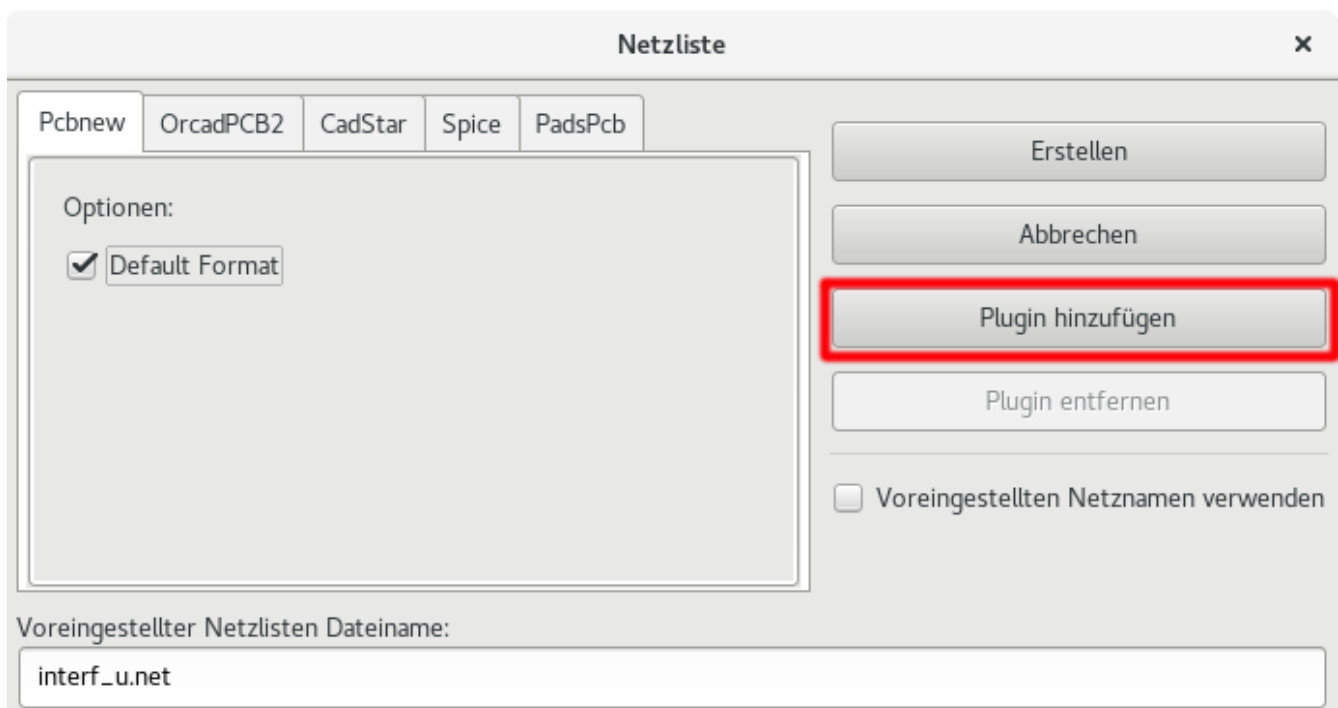 Netzliste
Pcbnew OrcadPCB2 CadStar Spice PadsPcb
Optionen:
Default Format
Erstellen
Abbrechen
Plugin hinzufügen
Plugin entfernen
Voreingestellten Netznamen verwenden
Voreingestellter Netzlisten Dateiname:
interf_u.net